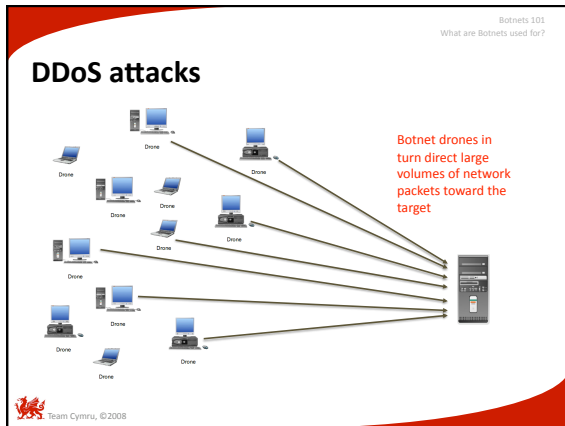 Botnets 101
What are Botnets used for?
DDoS attacks
Drone
Drone
Drone
Drone
Drone
Drone
Drone
Drone
Drone
Drone
Drone
Drone
Botnet drones in
turn direct large
volumes of network
packets toward the
target
Team Cymru, ©2008